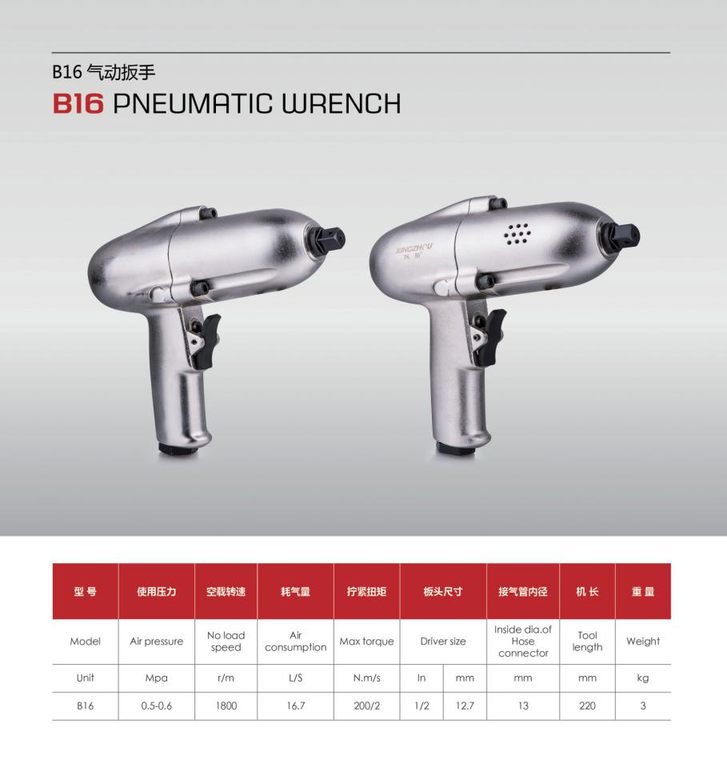 B16 气动扳手
B16 PNEUMATIC WRENCH
JUNGZHOU
型 号 使用压力 空载转速 耗气量 拧紧扭矩 板头尺寸 接气管内径 机 长 重 量
Model Air pressure No load speed Air consumption Max torque Driver size Inside dia.of Hose connector Tool length Weight
Unit Mpa r/m L/S N.m/s In mm mm mm kg
B16 0.5-0.6 1800 16.7 200/2 1/2 12.7 13 220 3